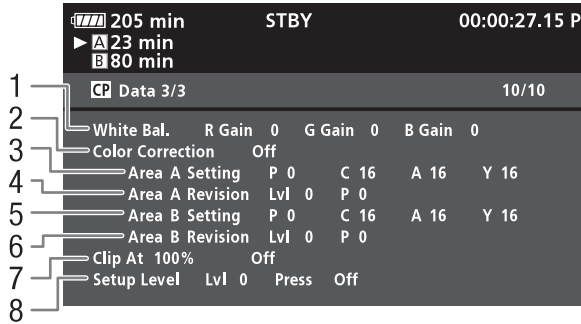 205 min STBY 00:00:27.15 P
A 23 min
B 80 min
CP Data 3/3 10/10
1 White Bal. R Gain 0 G Gain 0 B Gain 0
2 Color Correction Off
3 Area A Setting P 0 C 16 A 16 Y 16
4 Area A Revision Lvl 0 P 0
5 Area B Setting P 0 C 16 A 16 Y 16
6 Area B Revision Lvl 0 P 0
7 Clip At 100% Off
8 Setup Level Lvl 0 Press Off